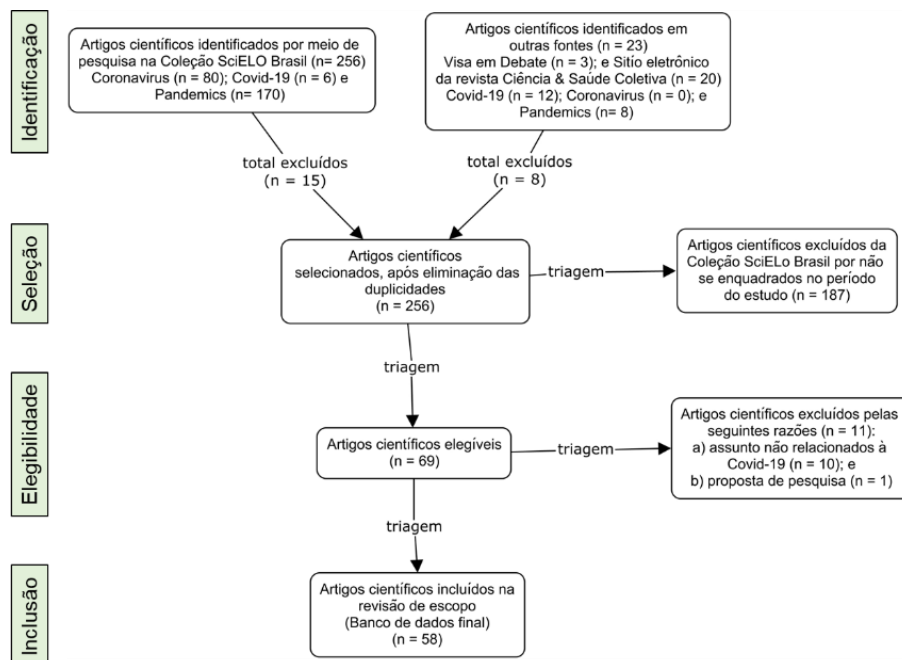 Identificação
Artigos científicos identificados por meio de
pesquisa na Coleção SciELO Brasil (n= 256)
Coronavirus (n = 80); Covid-19 (n = 6) e
Pandemics (n= 170)
Artigos científicos identificados em
outras fontes (n = 23)
Visa em Debate (n = 3); e Sitío eletrônico
da revista Ciência & Saúde Coletiva (n = 20)
Covid-19 (n = 12); Coronavirus (n = 0); e
Pandemics (n= 8)
total excluídos
(n = 15)
total excluídos
(n = 8)
Seleção
Artigos científicos
selecionados, após eliminação das
duplicidades
(n = 256)
triagem
Artigos científicos excluídos da
Coleção SciELo Brasil por não
se enquadrados no período
do estudo (n = 187)
triagem
Elegibilidade
Artigos científicos elegíveis
(n = 69)
triagem
Artigos científicos excluídos pelas
seguintes razões (n = 11):
a) assunto não relacionados à
Covid-19 (n = 10); e
b) proposta de pesquisa (n = 1)
triagem
Inclusão
Artigos científicos incluídos na
revisão de escopo
(Banco de dados final)
(n = 58)